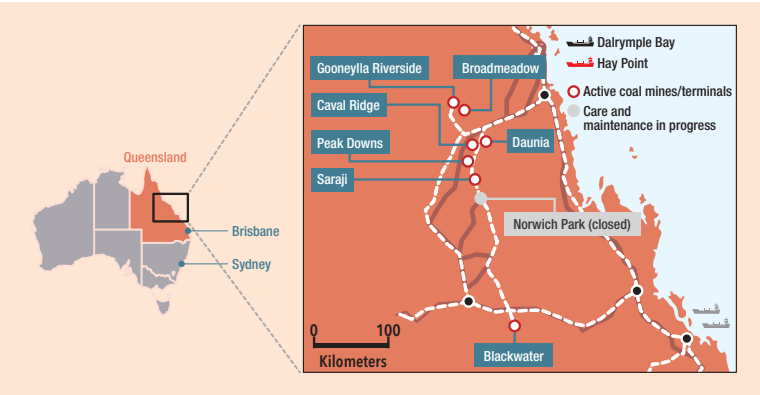 Queensland
Brisbane
Sydney
Gooneylla Riverside
Broadmeadow
Caval Ridge
Peak Downs
Daunia
Saraji
Norwich Park (closed)
Blackwater
0 100
Kilometers
Dalrymple Bay
Hay Point
Active coal mines/terminals
Care and
maintenance in progress